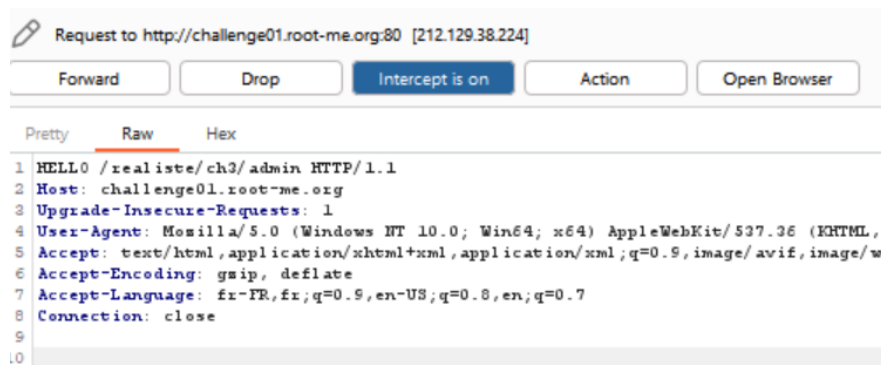 Request to http://challenge01.root-me.org:80 [212.129.38.224]
Forward Drop Intercept is on Action Open Browser
Pretty Raw Hex
1 HELLO /realiste/ch3/admin HTTP/1.1
2 Host: challenge01.root-me.org
3 Upgrade-Insecure-Requests: 1
4 User-Agent: Mozilla/5.0 (Windows NT 10.0; Win64; x64) AppleWebKit/537.36 (KHTML,
5 Accept: text/html,application/xhtml+xml,application/xml;q=0.9,image/avif,image/w
6 Accept-Encoding: gzip, deflate
7 Accept-Language: fr-FR,fr;q=0.9,en-US;q=0.8,en;q=0.7
8 Connection: close
9
10